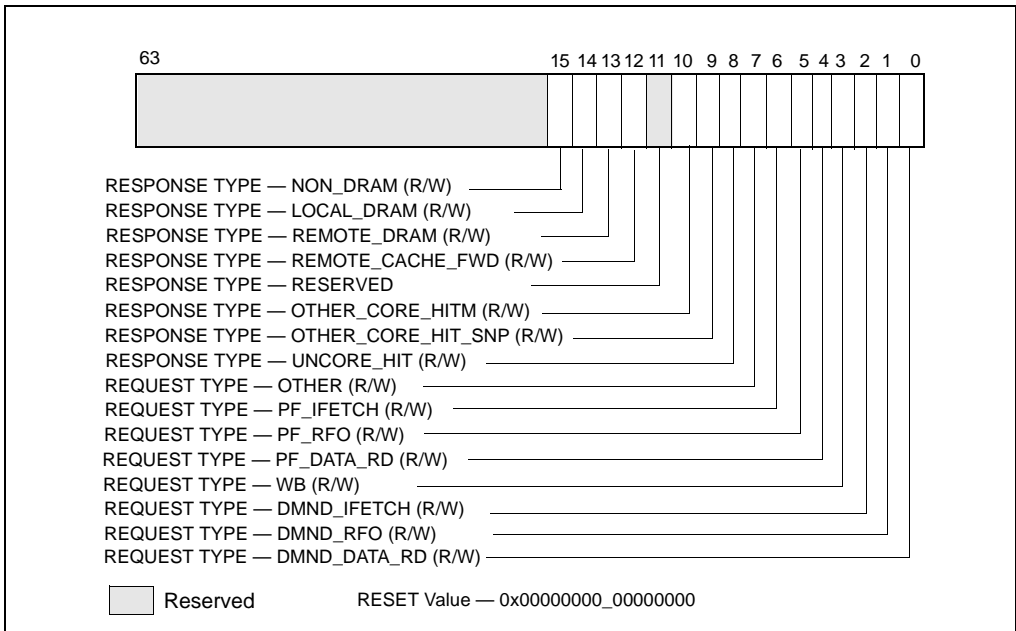 63 15 14 13 12 11 10 9 8 7 6 5 4 3 2 1 0
RESPONSE TYPE — NON_DRAM (R/W)
RESPONSE TYPE — LOCAL_DRAM (R/W)
RESPONSE TYPE — REMOTE_DRAM (R/W)
RESPONSE TYPE — REMOTE_CACHE_FWD (R/W)
RESPONSE TYPE — RESERVED
RESPONSE TYPE — OTHER_CORE_HITM (R/W)
RESPONSE TYPE — OTHER_CORE_HIT_SNP (R/W)
RESPONSE TYPE — UNCORE_HIT (R/W)
REQUEST TYPE — OTHER (R/W)
REQUEST TYPE — PF_IFETCH (R/W)
REQUEST TYPE — PF_RFO (R/W)
REQUEST TYPE — PF_DATA_RD (R/W)
REQUEST TYPE — WB (R/W)
REQUEST TYPE — DMND_IFETCH (R/W)
REQUEST TYPE — DMND_RFO (R/W)
REQUEST TYPE — DMND_DATA_RD (R/W)
Reserved RESET Value — 0x00000000_00000000